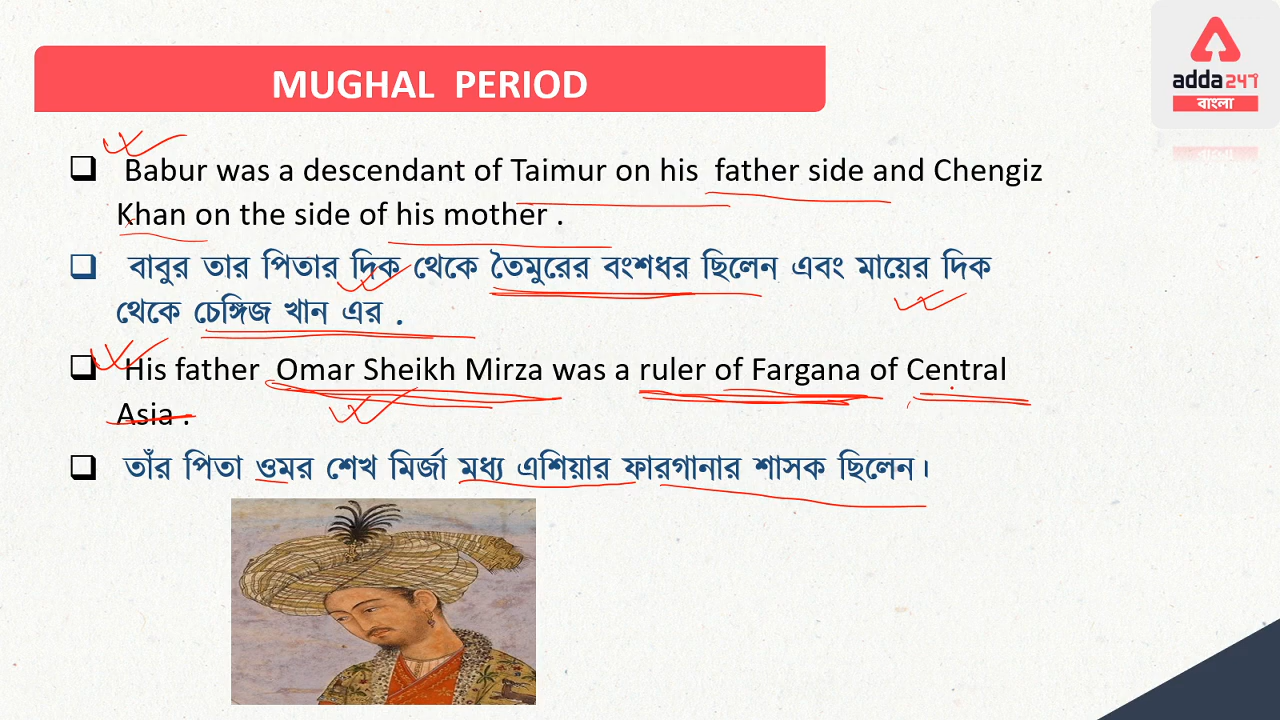 MUGHAL PERIOD
adda247
বাংলা
Babur was a descendant of Taimur on his father side and Chengiz
Khan on the side of his mother .
বাবুর তার পিতার দিক থেকে তৈমুরের বংশধর ছিলেন এবং মায়ের দিক
থেকে চেঙ্গিজ খান এর .
His father Omar Sheikh Mirza was a ruler of Fargana of Central
Asia .
তাঁর পিতা ওমর শেখ মির্জা মধ্য এশিয়ার ফারগানার শাসক ছিলেন।